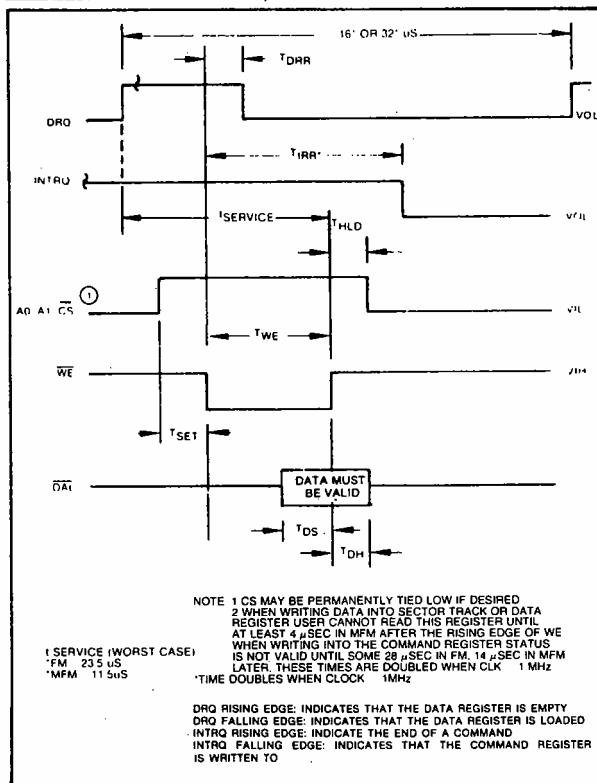 16* OR 32* uS
TDRR
DRQ
VOL
TIRR*
INTRQ
VOL
tSERVICE
THLD
1
A0 A1 CS
VIL
TWE
WE
TSET
DAL
DATA MUST
BE VALID
TDS
TDH
NOTE 1 CS MAY BE PERMANENTLY TIED LOW IF DESIRED
2 WHEN WRITING DATA INTO SECTOR TRACK OR DATA
REGISTER USER CANNOT READ THIS REGISTER UNTIL
AT LEAST 4 µSEC IN MFM AFTER THE RISING EDGE OF WE
WHEN WRITING INTO THE COMMAND REGISTER STATUS
IS NOT VALID UNTIL SOME 28 µSEC IN FM, 14 µSEC IN MFM
LATER. THESE TIMES ARE DOUBLED WHEN CLK 1 MHz
*TIME DOUBLES WHEN CLOCK 1MHz
t SERVICE (WORST CASE)
*FM 23 5 uS
*MFM 11 5uS
DRQ RISING EDGE: INDICATES THAT THE DATA REGISTER IS EMPTY
DRQ FALLING EDGE: INDICATES THAT THE DATA REGISTER IS LOADED
INTRQ RISING EDGE: INDICATE THE END OF A COMMAND
INTRQ FALLING EDGE: INDICATES THAT THE COMMAND REGISTER
IS WRITTEN TO